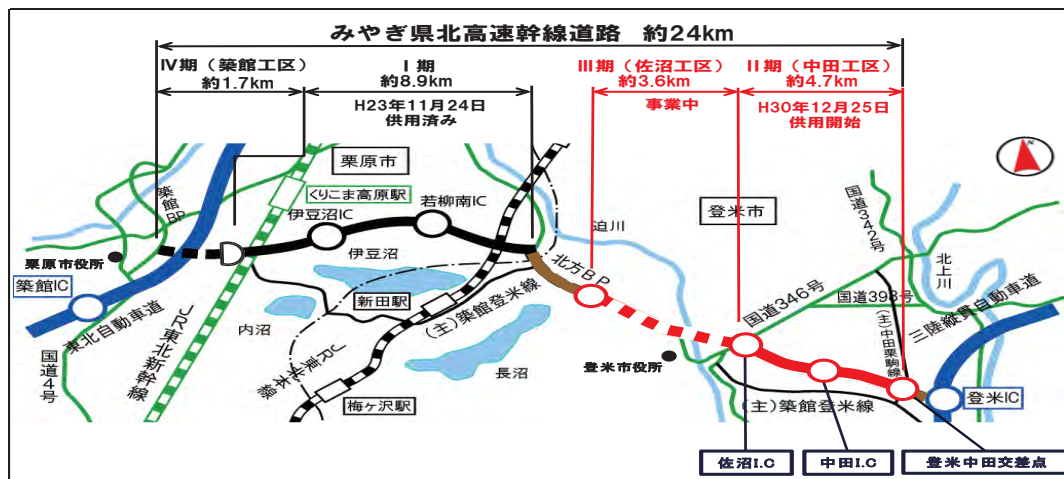 みやぎ県北高速幹線道路 約24km
Ⅳ期(築館工区)
約1.7km
Ⅰ期
約8.9km
H23年11月24日
供用済み
Ⅲ期(佐沼工区)
約3.6km
事業中
Ⅱ期(中田工区)
約4.7km
H30年12月25日
供用開始
栗原市
築館BP
くりこま高原駅
伊豆沼IC
若柳南IC
登米市
国道342号
N
迫川
栗原市役所
伊豆沼
北方BP
北上川
築館IC
東北自動車道
新田駅
(主)築館登米線
国道346号
国道398号
三陸縦貫自動車道
(主)中田栗駒線
内沼
JR東北新幹線
JR東北本線
長沼
登米市役所
国道4号
梅ヶ沢駅
(主)築館登米線
登米IC
佐沼I.C
中田I.C
登米中田交差点